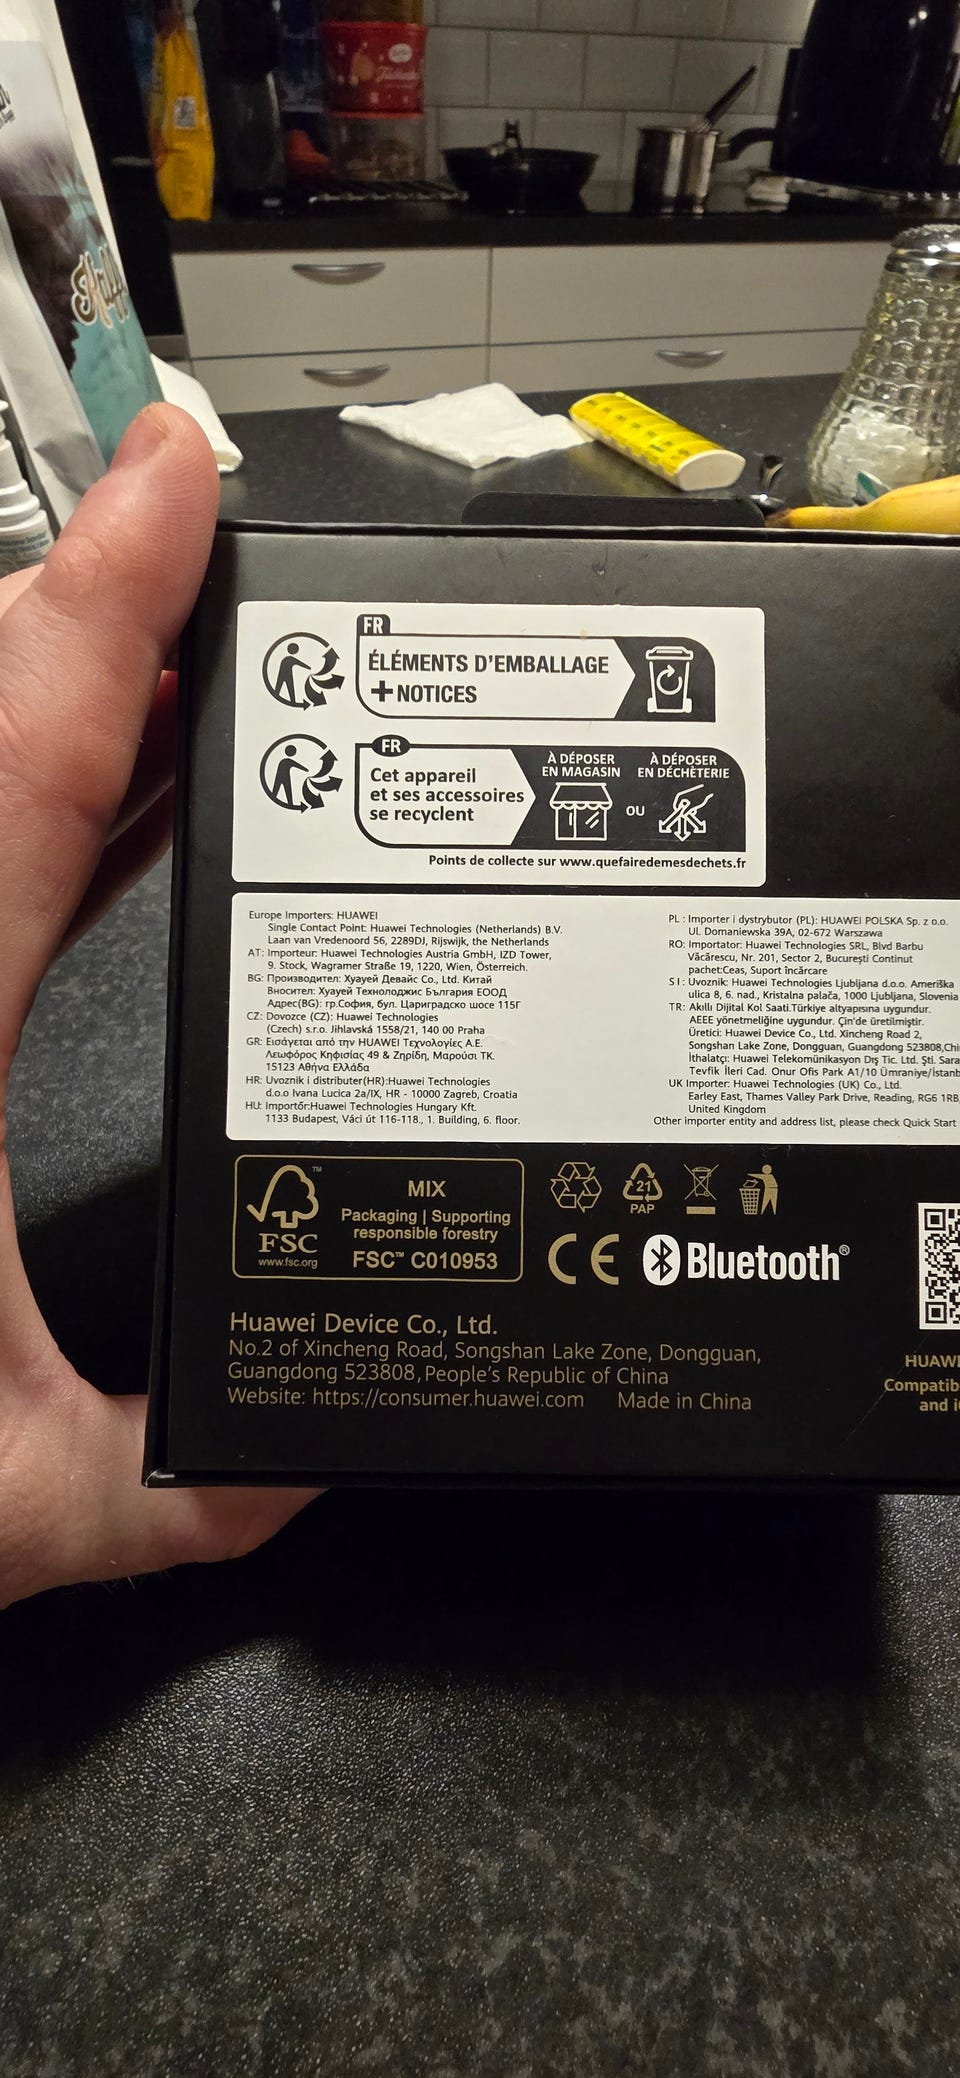 FR
ÉLÉMENTS D'EMBALLAGE
+ NOTICES
FR
Cet appareil
et ses accessoires
se recyclent
À DÉPOSER
EN MAGASIN
OU
À DÉPOSER
EN DÉCHÈTERIE
Points de collecte sur www.quefairedemesdechets.fr
Europe Importers: HUAWEI
Single Contact Point: Huawei Technologies (Netherlands) B.V.
Laan van Vredenoord 56, 2289DJ, Rijswijk, the Netherlands
AT: Importeur: Huawei Technologies Austria GmbH, IZD Tower,
9. Stock, Wagramer Straße 19, 1220, Wien, Österreich.
BG: Производител: Хуауей Девайс Co., Ltd. Китай
Вносител: Хуауей Технолоджис България ЕООД
Адрес(BG): гр.София, бул. Цариградско шосе 115Г
CZ: Dovozce (CZ): Huawei Technologies
(Czech) s.r.o. Jihlavská 1558/21, 140 00 Praha
GR: Εισάγεται από την HUAWEI Τεχνολογίες Α.Ε.
Λεωφόρος Κηφισίας 49 & Ζηρίδη, Μαρούσι ΤΚ.
15123 Αθήνα Ελλάδα
HR: Uvoznik i distributer(HR):Huawei Technologies
d.o.o Ivana Lucica 2a/IX, HR - 10000 Zagreb, Croatia
HU: Importőr:Huawei Technologies Hungary Kft.
1133 Budapest, Váci út 116-118., 1. Building, 6. floor.
PL : Importer i dystrybutor (PL): HUAWEI POLSKA Sp. z o.o.
Ul. Domaniewska 39A, 02-672 Warszawa
RO: Importator: Huawei Technologies SRL, Blvd Barbu
Văcărescu, Nr. 201, Sector 2, București Continut
pachet:Ceas, Suport încărcare
SI: Uvoznik: Huawei Technologies Ljubljana d.o.o. Ameriška
ulica 8, 6. nad., Kristalna palača, 1000 Ljubljana, Slovenia
TR: Akıllı Dijital Kol Saati.Türkiye altyapısına uygundur.
AEEE yönetmeliğine uygundur. Çin'de üretilmiştir.
Üretici: Huawei Device Co., Ltd. Xincheng Road 2,
Songshan Lake Zone, Dongguan, Guangdong 523808,Chi
İthalatçı: Huawei Telekomünikasyon Dış Tic. Ltd. Şti. Sara
Tevfik İleri Cad. Onur Ofis Park A1/10 Ümraniye/İstanb
UK Importer: Huawei Technologies (UK) Co., Ltd.
Earley East, Thames Valley Park Drive, Reading, RG6 1RB,
United Kingdom
Other importer entity and address list, please check Quick Start
FSC™
www.fsc.org
MIX
Packaging | Supporting
responsible forestry
FSC™ C010953
21
PAP
CE
Bluetooth®
Huawei Device Co., Ltd.
No.2 of Xincheng Road, Songshan Lake Zone, Dongguan,
Guangdong 523808, People's Republic of China
Website: https://consumer.huawei.com Made in China
HUAWE
Compatib
and i